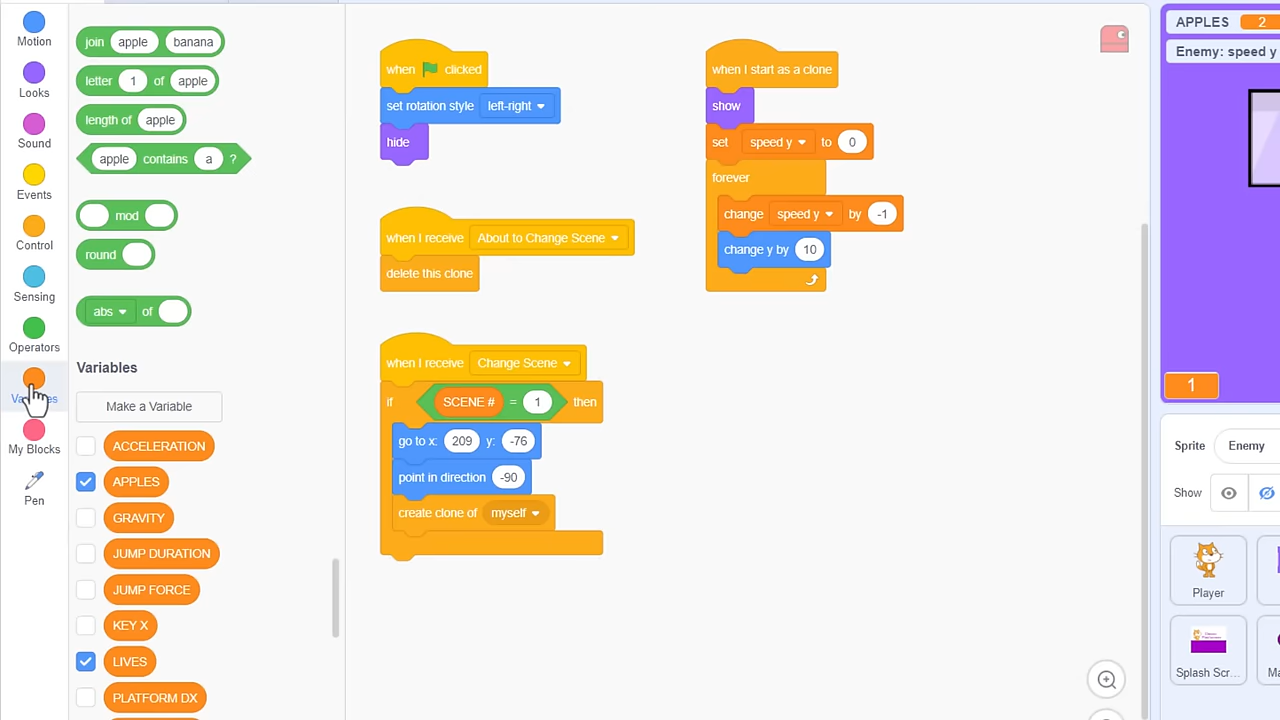 Motion
Looks
Sound
Events
Control
Sensing
Operators
My Blocks
Pen
join apple banana
letter 1 of apple
length of apple
apple contains a ?
mod
round
abs of
Variables
Make a Variable
ACCELERATION
APPLES
GRAVITY
JUMP DURATION
JUMP FORCE
KEY X
LIVES
PLATFORM DX
when clicked
set rotation style left-right
hide
when I receive About to Change Scene
delete this clone
when I receive Change Scene
if SCENE # = 1 then
go to x: 209 y: -76
point in direction -90
create clone of myself
when I start as a clone
show
set speed y to 0
forever
change speed y by -1
change y by 10
APPLES 2
Enemy: speed y
1
Sprite Enemy
Show
Player
Splash Scr...